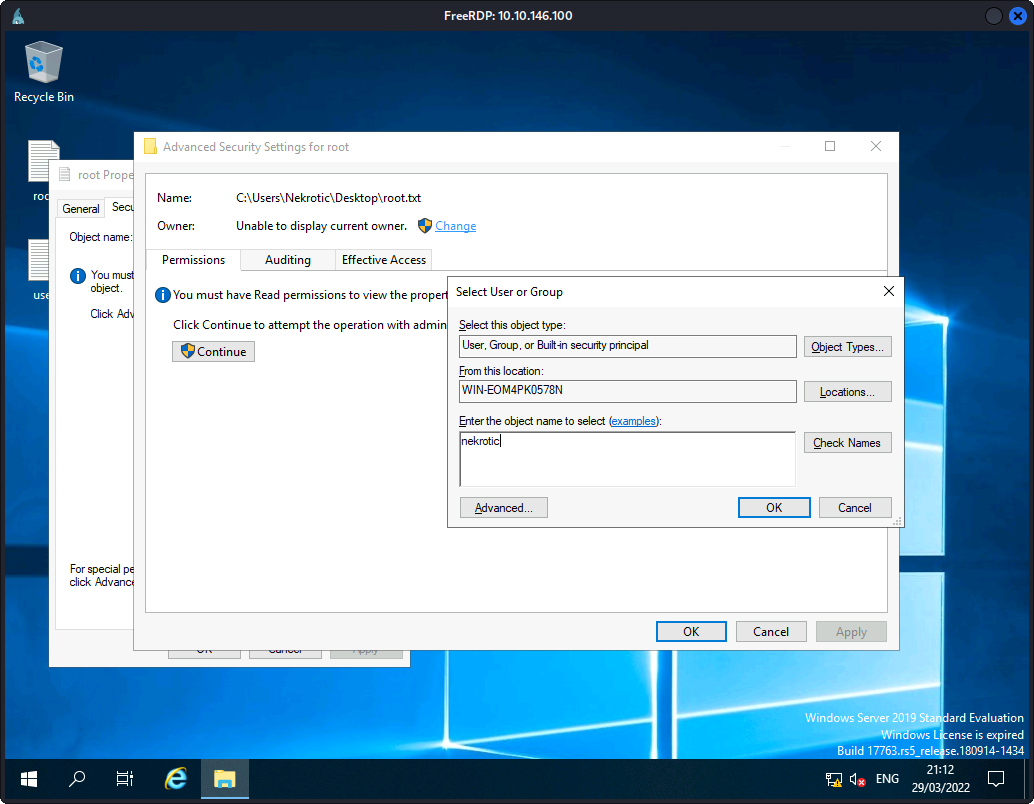 FreeRDP: 10.10.146.100
Recycle Bin
Advanced Security Settings for root
root Prope
General
Secu
Object name:
You must
object.
Click Adv
For special pe
click Advance
Name:
C:\Users\Nekrotic\Desktop\root.txt
Owner:
Unable to display current owner.
Change
Permissions
Auditing
Effective Access
You must have Read permissions to view the propert
Click Continue to attempt the operation with admin
Continue
Select User or Group
Select this object type:
User, Group, or Built-in security principal
Object Types...
From this location:
WIN-EOM4PK0578N
Locations...
Enter the object name to select (examples):
nekrotic
Check Names
Advanced...
OK
Cancel
OK
Cancel
Apply
Windows Server 2019 Standard Evaluation
Windows License is expired
Build 17763.rs5_release.180914-1434
ENG
21:12
29/03/2022